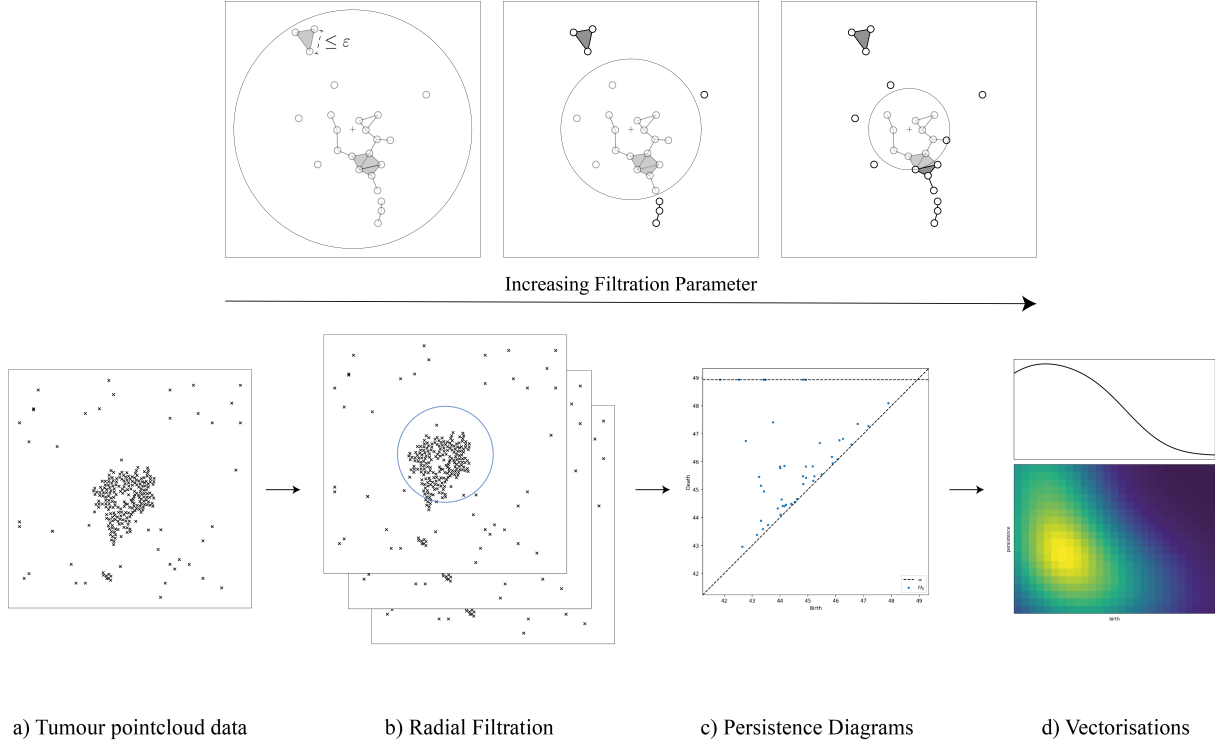 ≤ ε
Increasing Filtration Parameter
49
48
47
46
45
44
43
42
Death
42
43
44
45
46
47
48
49
Birth
∞
H₀
persistence
birth
a) Tumour pointcloud data
b) Radial Filtration
c) Persistence Diagrams
d) Vectorisations